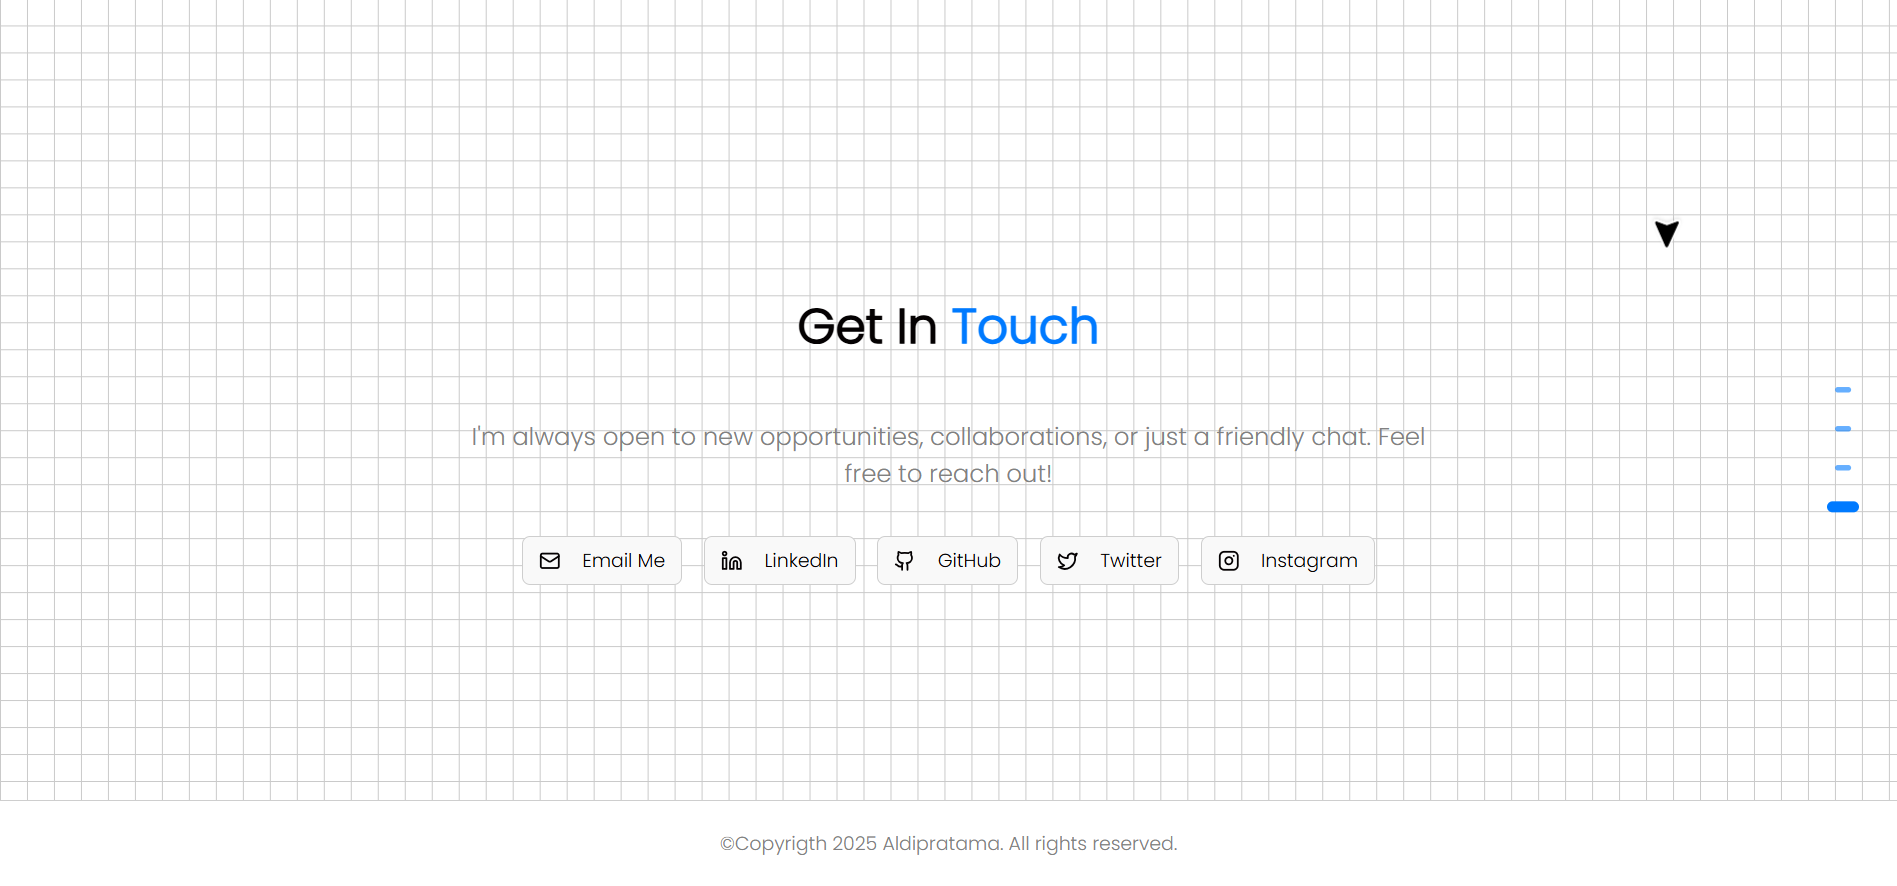 Get In Touch
I'm always open to new opportunities, collaborations, or just a friendly chat. Feel
free to reach out!
Email Me
LinkedIn
GitHub
Twitter
Instagram
©Copyrigth 2025 Aldipratama. All rights reserved.